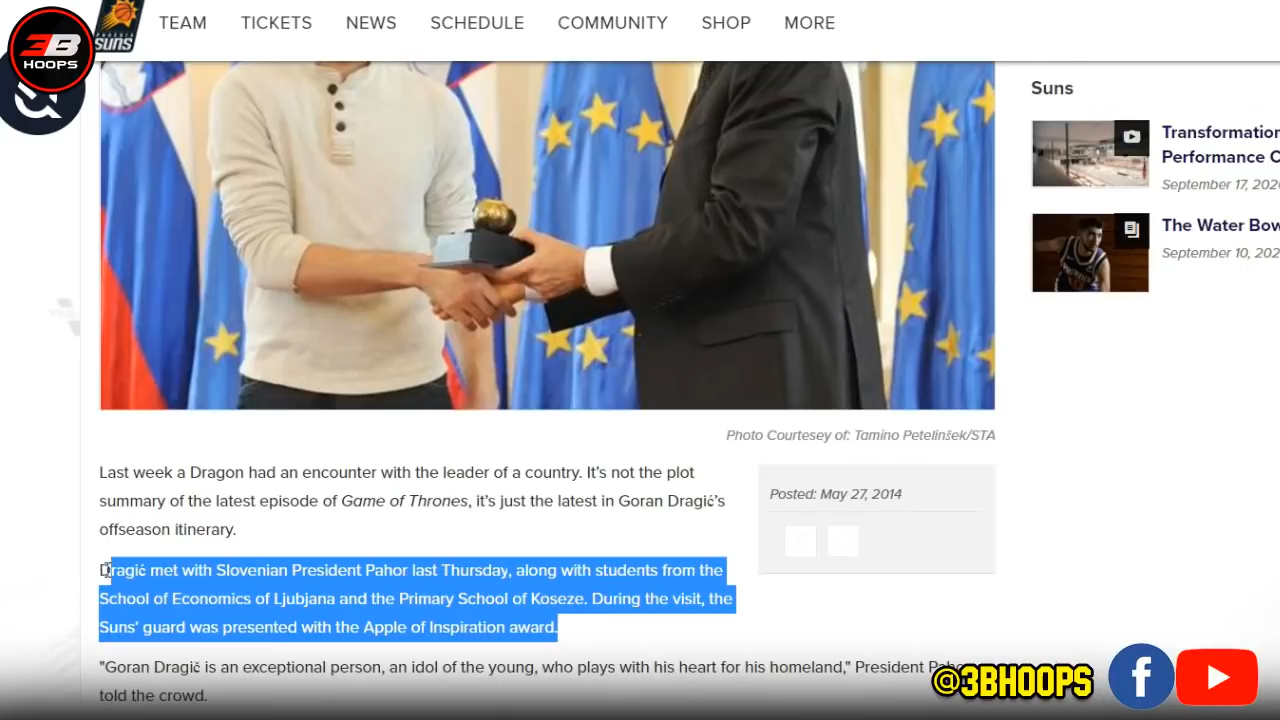 3B
HOOPS
SUNS
TEAM
TICKETS
NEWS
SCHEDULE
COMMUNITY
SHOP
MORE
Suns
Transformation
Performance C
September 17, 202
The Water Bow
September 10, 202
Photo Courtesey of: Tamino Petelinšek/STA
Last week a Dragon had an encounter with the leader of a country. It's not the plot
summary of the latest episode of Game of Thrones, it's just the latest in Goran Dragić's
offseason itinerary.
Posted: May 27, 2014
Dragić met with Slovenian President Pahor last Thursday, along with students from the
School of Economics of Ljubjana and the Primary School of Koseze. During the visit, the
Suns' guard was presented with the Apple of Inspiration award.
"Goran Dragič is an exceptional person, an idol of the young, who plays with his heart for his homeland," President Pahor
told the crowd.
@3BHOOPS